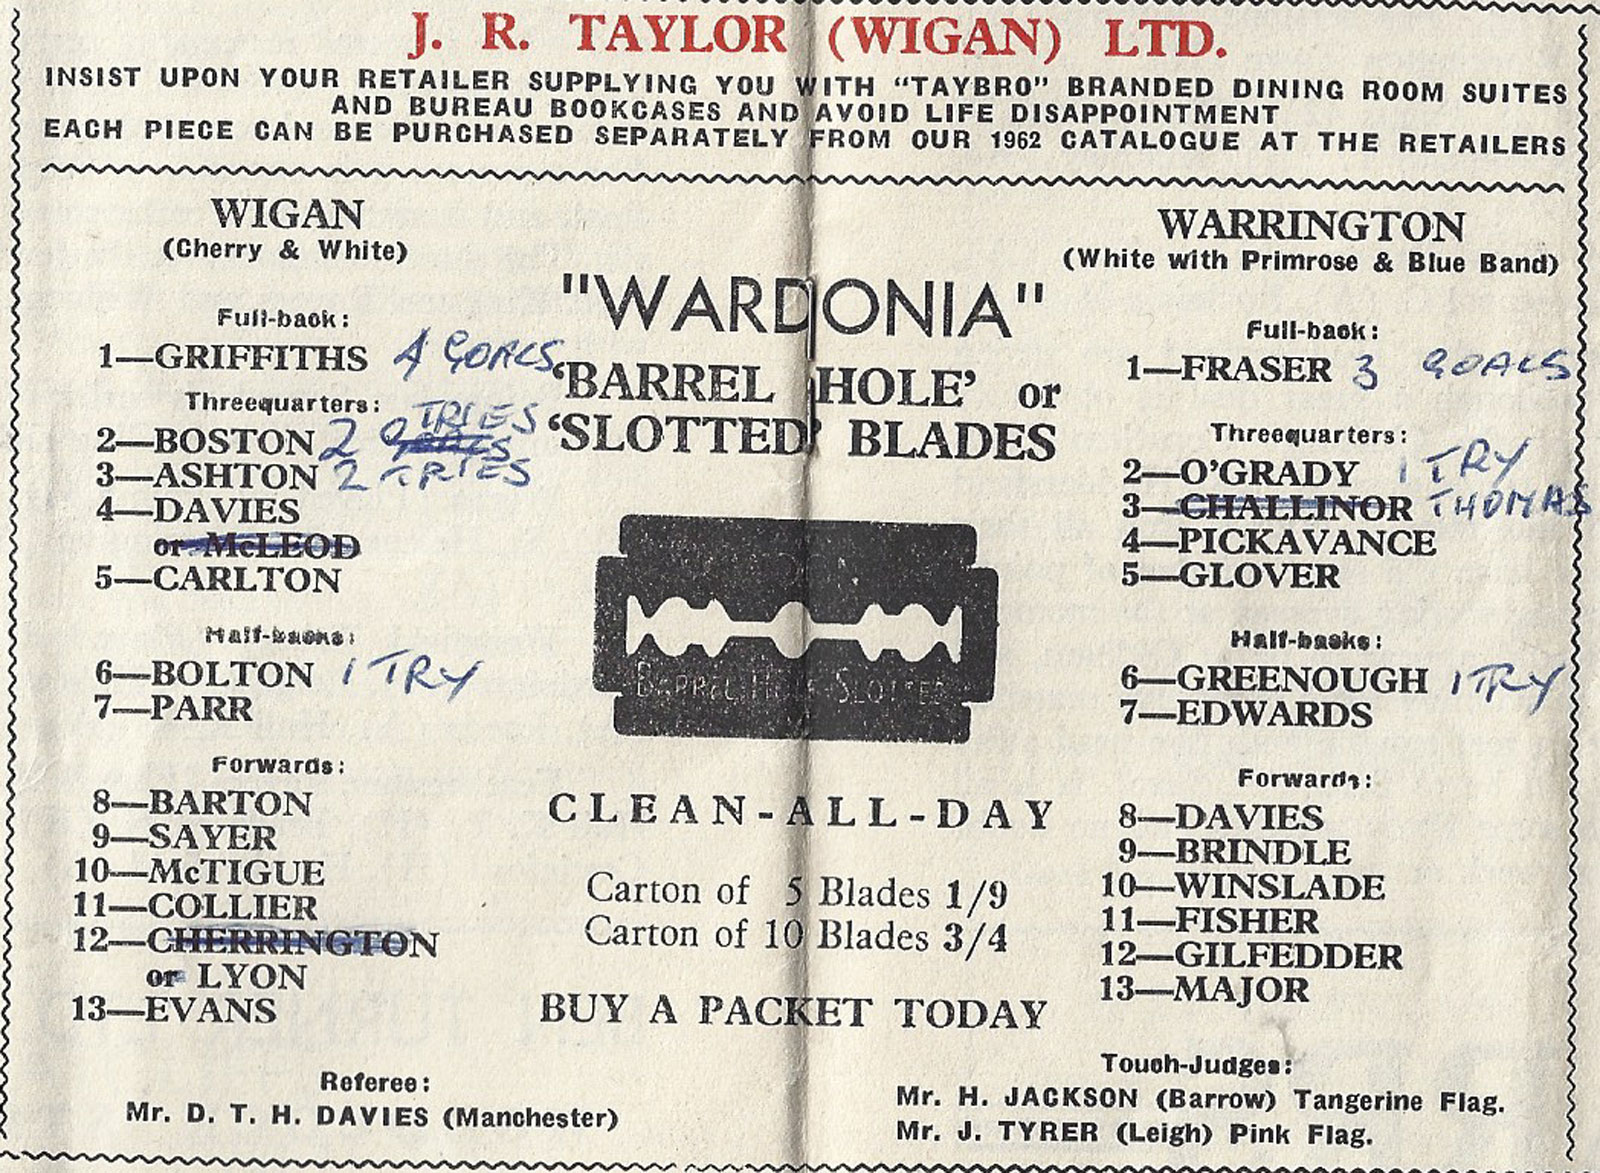 J. R. TAYLOR (WIGAN) LTD.
INSIST UPON YOUR RETAILER SUPPLYING YOU WITH "TAYBRO" BRANDED DINING ROOM SUITES
AND BUREAU BOOKCASES AND AVOID LIFE DISAPPOINTMENT
EACH PIECE CAN BE PURCHASED SEPARATELY FROM OUR 1962 CATALOGUE AT THE RETAILERS
WIGAN
(Cherry & White)
Full-back:
1—GRIFFITHS 4 GOALS
Threequarters:
2—BOSTON 2 TRIES
3—ASHTON 2 TRIES
4—DAVIES
or McLEOD
5—CARLTON
Half-backs:
6—BOLTON 1 TRY
7—PARR
Forwards:
8—BARTON
9—SAYER
10—McTIGUE
11—COLLIER
12—CHERRINGTON
or LYON
13—EVANS
Referee:
Mr. D. T. H. DAVIES (Manchester)
"WARDONIA"
'BARREL HOLE' or
'SLOTTED' BLADES
BARREL HOLE SLOTTED
CLEAN-ALL-DAY
Carton of 5 Blades 1/9
Carton of 10 Blades 3/4
BUY A PACKET TODAY
WARRINGTON
(White with Primrose & Blue Band)
Full-back:
1—FRASER 3 GOALS
Threequarters:
2—O'GRADY 1 TRY
3—CHALLINOR THOMAS
4—PICKAVANCE
5—GLOVER
Half-backs:
6—GREENOUGH 1 TRY
7—EDWARDS
Forwards:
8—DAVIES
9—BRINDLE
10—WINSLADE
11—FISHER
12—GILFEDDER
13—MAJOR
Touch-Judges:
Mr. H. JACKSON (Barrow) Tangerine Flag.
Mr. J. TYRER (Leigh) Pink Flag.